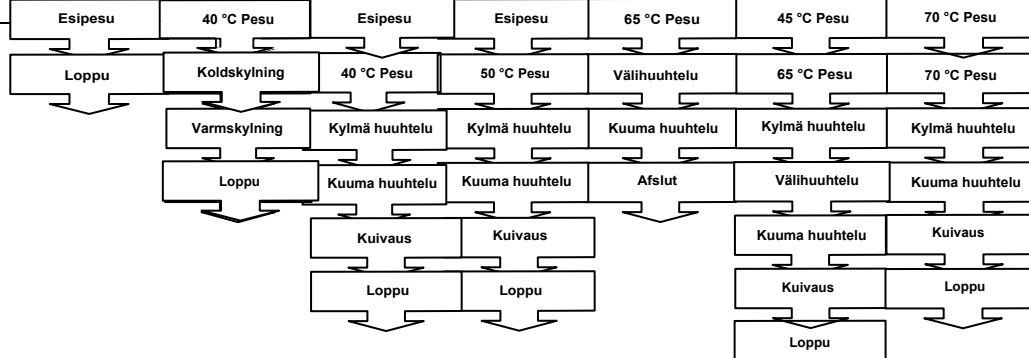 Esipesu 40 °C Pesu Esipesu Esipesu 65 °C Pesu 45 °C Pesu 70 °C Pesu
Loppu Koldskylning 40 °C Pesu 50 °C Pesu Välihuuhtelu 65 °C Pesu 70 °C Pesu
Varmskylning Kylmä huuhtelu Kylmä huuhtelu Kuuma huuhtelu Kylmä huuhtelu Kylmä huuhtelu
Loppu Kuuma huuhtelu Kuuma huuhtelu Afslut Välihuuhtelu Kuuma huuhtelu
Kuivaus Kuivaus Kuuma huuhtelu Kuivaus
Loppu Loppu Kuivaus Loppu
Loppu